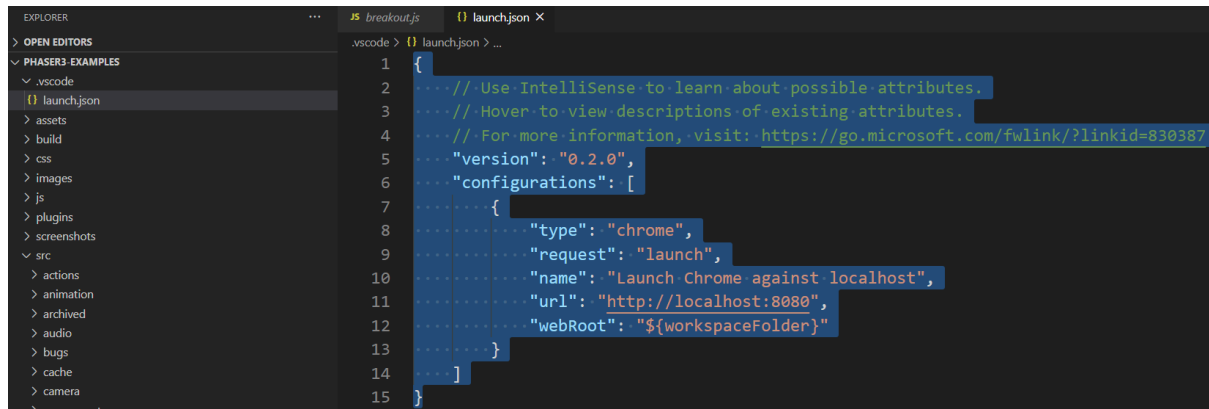 EXPLORER
...
JS breakout.js
{} launch.json ×
> OPEN EDITORS
.vscode > {} launch.json > ...
PHASER3-EXAMPLES
.vscode
{} launch.json
> assets
> build
> css
> images
> js
> plugins
> screenshots
src
> actions
> animation
> archived
> audio
> bugs
> cache
> camera
1 {
2 // Use IntelliSense to learn about possible attributes.
3 // Hover to view descriptions of existing attributes.
4 // For more information, visit: https://go.microsoft.com/fwlink/?linkid=830387
5 "version": "0.2.0",
6 "configurations": [
7 {
8 "type": "chrome",
9 "request": "launch",
10 "name": "Launch Chrome against localhost",
11 "url": "http://localhost:8080",
12 "webRoot": "${workspaceFolder}"
13 }
14 ]
15 }